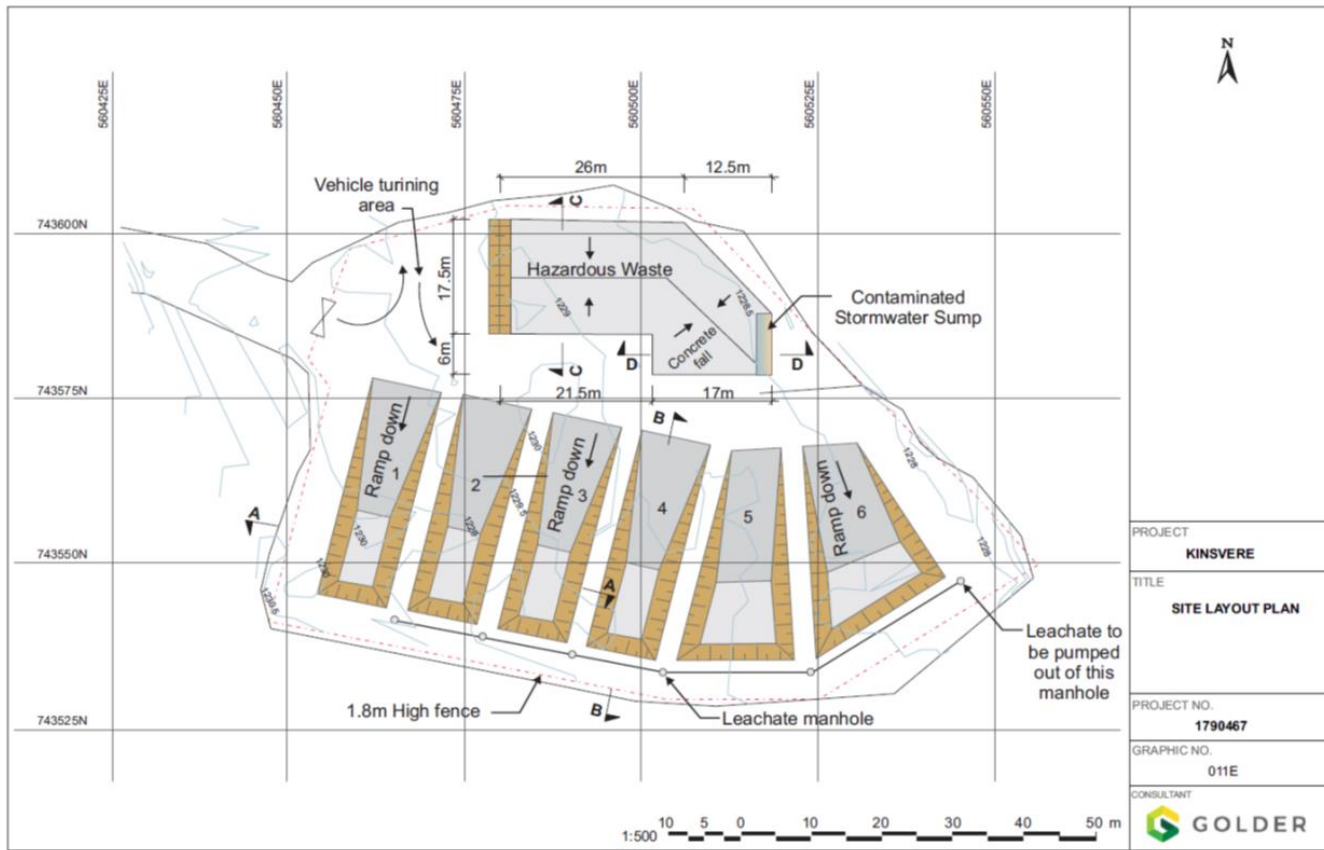 N
560425E
560450E
560475E
560500E
560525E
560550E
743600N
743575N
743550N
743525N
26m
12.5m
Vehicle turining
area
C
17.5m
Hazardous Waste
1229
1228.5
Contaminated
Stormwater Sump
6m
D
Concrete
fall
D
C
21.5m
17m
B
Ramp down
1
2
Ramp down
3
4
5
Ramp down
6
1230
1229.5
1228
1228
1228
A
1230
1230
1230.5
A
Leachate to
be pumped
out of this
manhole
1.8m High fence
B
Leachate manhole
1:500
10 5 0 10 20 30 40 50 m
PROJECT
KINSVERE
TITLE
SITE LAYOUT PLAN
PROJECT NO.
1790467
GRAPHIC NO.
011E
CONSULTANT
GOLDER